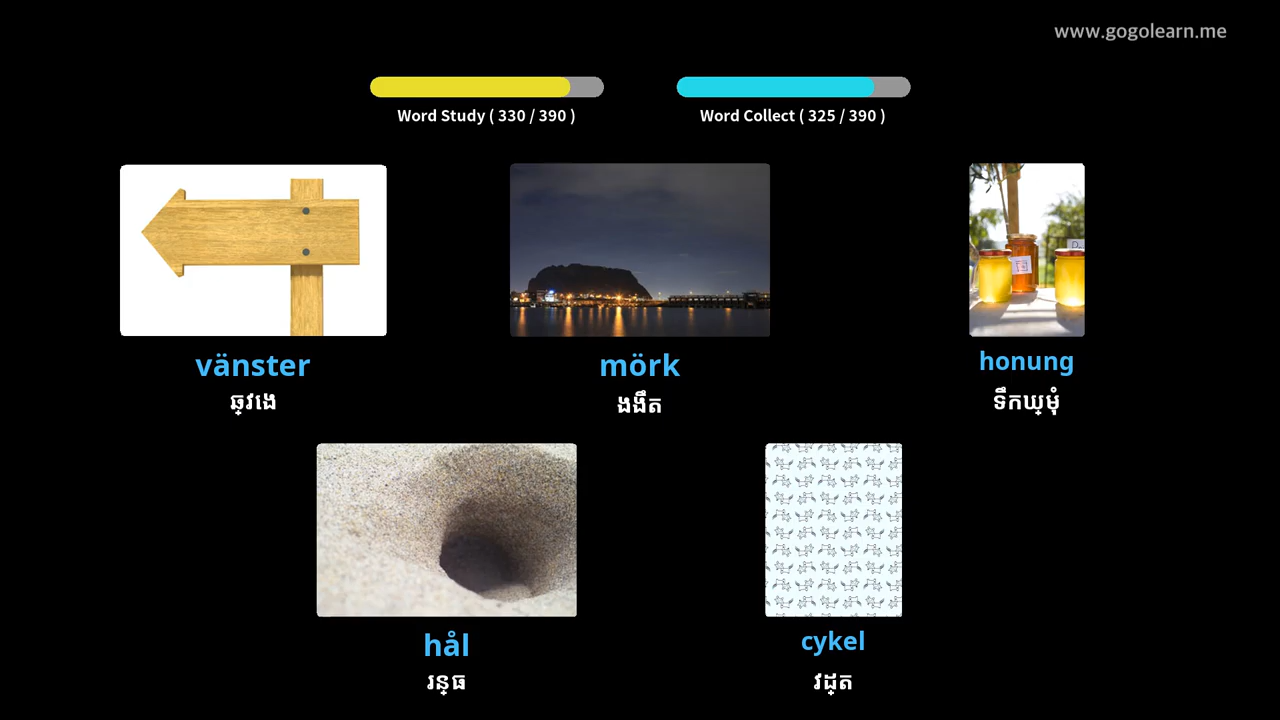 www.gogolearn.me
Word Study ( 330 / 390 )
Word Collect ( 325 / 390 )
vänster
ឆ្វេង
mörk
ងងឹត
honung
ទឹកឃ្មុំ
hål
រន្ធ
cykel
វដ្ត